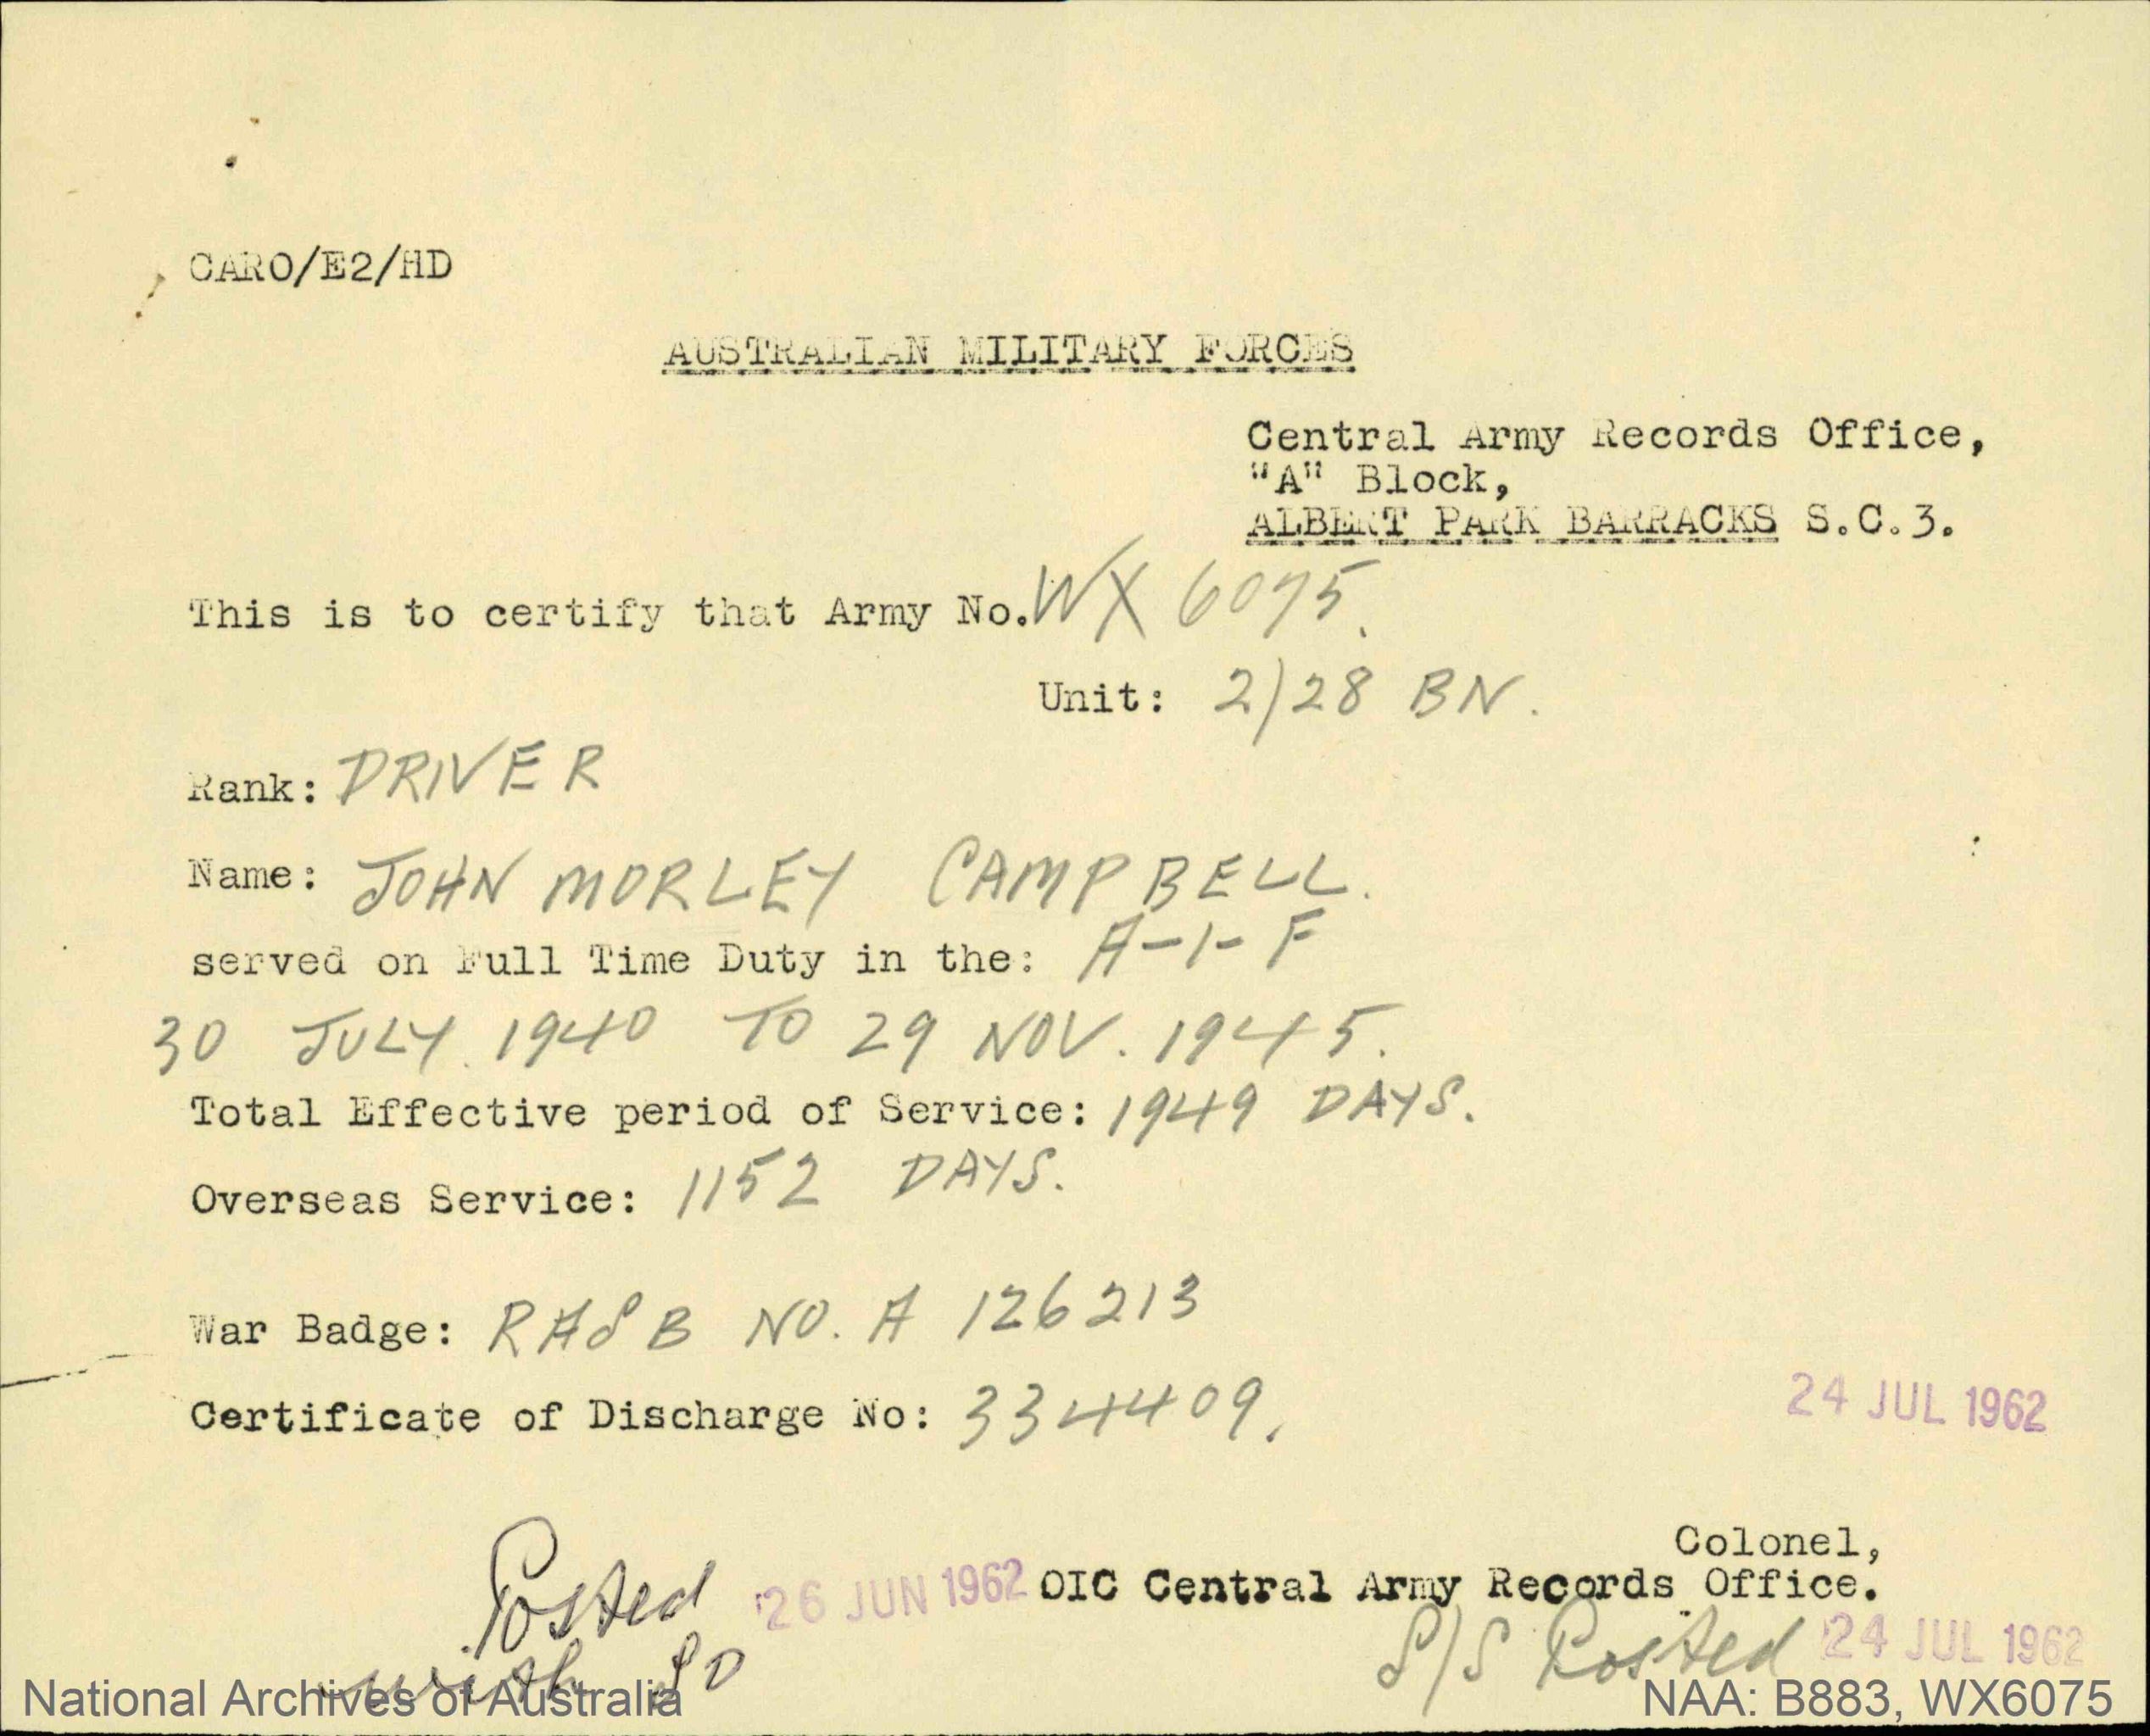 CARO/E2/HD
AUSTRALIAN MILITARY FORCES
Central Army Records Office,
"A" Block,
ALBERT PARK BARRACKS S.C.3.
This is to certify that Army No. WX 6075.
Unit: 2/28 BN.
Rank: DRIVER
Name: JOHN MORLEY CAMPBELL.
served on Full Time Duty in the: A-I-F
30 JULY. 1940 TO 29 NOV. 1945.
Total Effective period of Service: 1949 DAYS.
Overseas Service: 1152 DAYS.
War Badge: RASB NO. A 126213
Certificate of Discharge No: 334409.
24 JUL 1962
Colonel,
Posted 26 JUN 1962 OIC Central Army Records Office.
with SD
S/S Posted 24 JUL 1962
National Archives of Australia
NAA: B883, WX6075